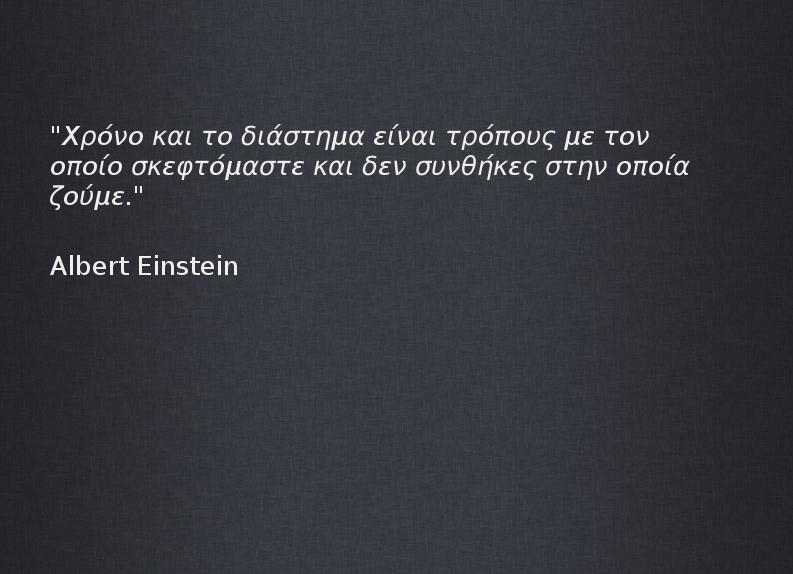 "Χρόνο και το διάστημα είναι τρόπους με τον
οποίο σκεφτόμαστε και δεν συνθήκες στην οποία
ζούμε."
Albert Einstein